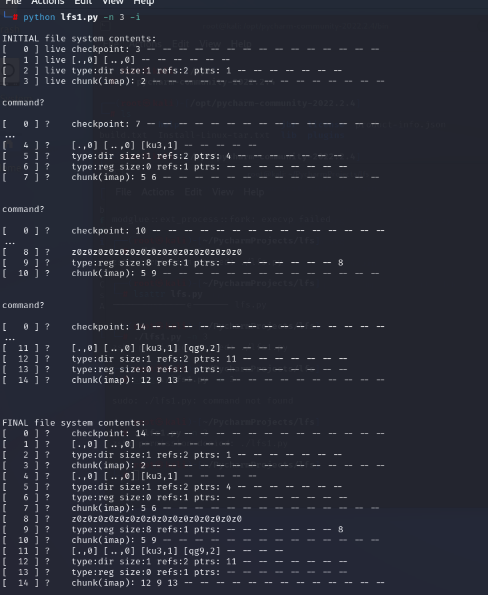 File Actions Edit View Help
python lfs1.py -n 3 -i
INITIAL file system contents:
[   0 ] live checkpoint: 3 -- -- -- -- -- -- -- -- -- -- -- -- -- -- --
[   1 ] live [.,0] [..,0] -- -- -- -- -- --
[   2 ] live type:dir size:1 refs:2 ptrs: 1 -- -- -- -- -- -- --
[   3 ] live chunk(imap): 2 -- -- -- -- -- -- -- -- -- -- -- -- -- -- --
command?
[   0 ] ?    checkpoint: 7 -- -- -- -- -- -- -- -- -- -- -- -- -- -- --
...
[   4 ] ?    [.,0] [..,0] [ku3,1] -- -- -- -- --
[   5 ] ?    type:dir size:1 refs:2 ptrs: 4 -- -- -- -- -- -- --
[   6 ] ?    type:reg size:0 refs:1 ptrs: -- -- -- -- -- -- -- --
[   7 ] ?    chunk(imap): 5 6 -- -- -- -- -- -- -- -- -- -- -- -- -- --
command?
[   0 ] ?    checkpoint: 10 -- -- -- -- -- -- -- -- -- -- -- -- -- -- --
...
[   8 ] ?    z0z0z0z0z0z0z0z0z0z0z0z0z0z0z0z0
[   9 ] ?    type:reg size:8 refs:1 ptrs: -- -- -- -- -- -- -- 8
[  10 ] ?    chunk(imap): 5 9 -- -- -- -- -- -- -- -- -- -- -- -- -- --
command?
[   0 ] ?    checkpoint: 14 -- -- -- -- -- -- -- -- -- -- -- -- -- -- --
...
[  11 ] ?    [.,0] [..,0] [ku3,1] [qg9,2] -- -- -- --
[  12 ] ?    type:dir size:1 refs:2 ptrs: 11 -- -- -- -- -- -- --
[  13 ] ?    type:reg size:0 refs:1 ptrs: -- -- -- -- -- -- -- --
[  14 ] ?    chunk(imap): 12 9 13 -- -- -- -- -- -- -- -- -- -- -- -- --
FINAL file system contents:
[   0 ] ?    checkpoint: 14 -- -- -- -- -- -- -- -- -- -- -- -- -- -- --
[   1 ] ?    [.,0] [..,0] -- -- -- -- -- --
[   2 ] ?    type:dir size:1 refs:2 ptrs: 1 -- -- -- -- -- -- --
[   3 ] ?    chunk(imap): 2 -- -- -- -- -- -- -- -- -- -- -- -- -- -- --
[   4 ] ?    [.,0] [..,0] [ku3,1] -- -- -- -- --
[   5 ] ?    type:dir size:1 refs:2 ptrs: 4 -- -- -- -- -- -- --
[   6 ] ?    type:reg size:0 refs:1 ptrs: -- -- -- -- -- -- -- --
[   7 ] ?    chunk(imap): 5 6 -- -- -- -- -- -- -- -- -- -- -- -- -- --
[   8 ] ?    z0z0z0z0z0z0z0z0z0z0z0z0z0z0z0z0
[   9 ] ?    type:reg size:8 refs:1 ptrs: -- -- -- -- -- -- -- 8
[  10 ] ?    chunk(imap): 5 9 -- -- -- -- -- -- -- -- -- -- -- -- -- --
[  11 ] ?    [.,0] [..,0] [ku3,1] [qg9,2] -- -- -- --
[  12 ] ?    type:dir size:1 refs:2 ptrs: 11 -- -- -- -- -- -- --
[  13 ] ?    type:reg size:0 refs:1 ptrs: -- -- -- -- -- -- -- --
[  14 ] ?    chunk(imap): 12 9 13 -- -- -- -- -- -- -- -- -- -- -- -- --